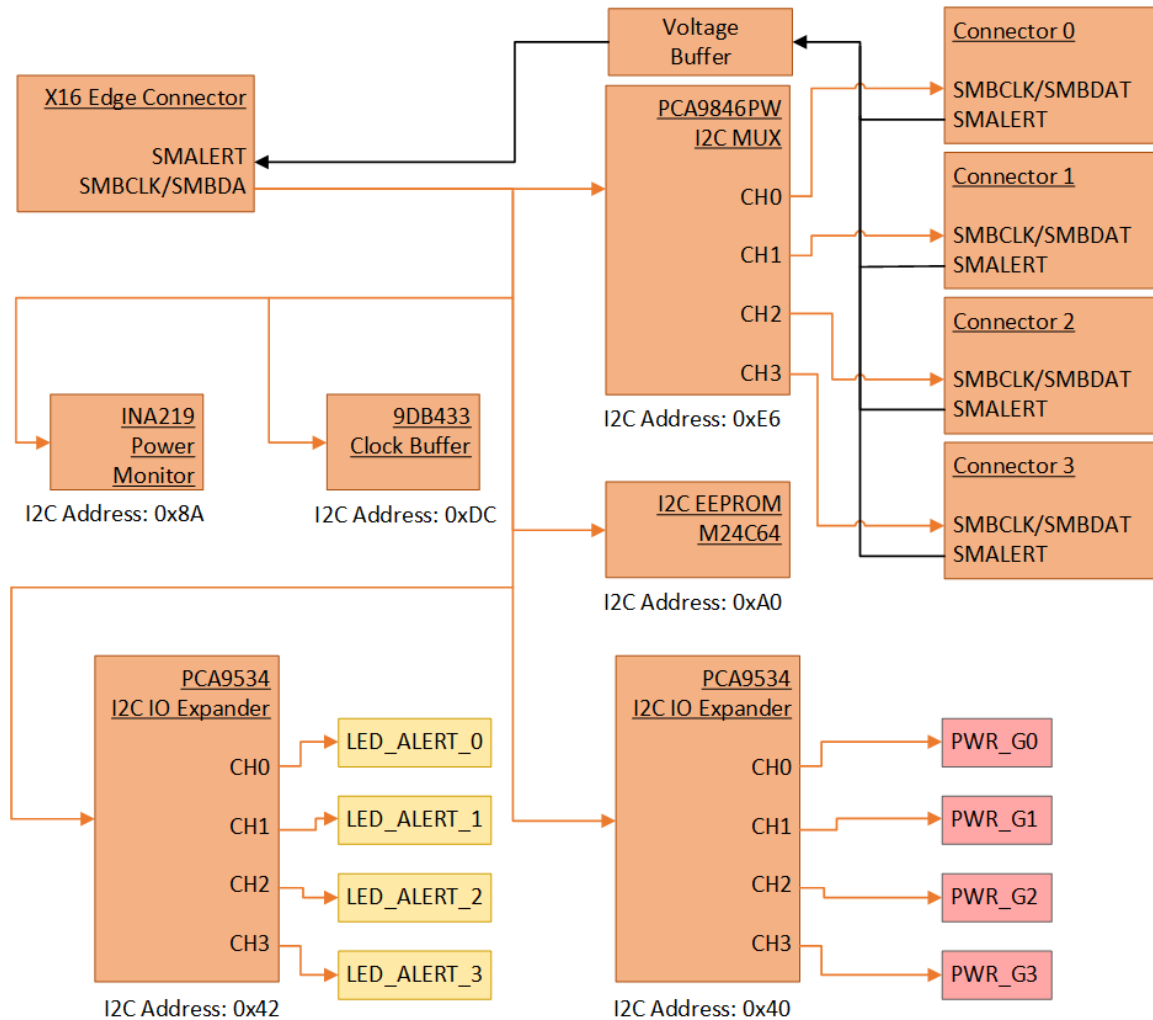 Voltage
Buffer
Connector 0
SMBCLK/SMBDAT
SMALERT
X16 Edge Connector
SMALERT
SMBCLK/SMBDA
PCA9846PW
I2C MUX
CH0
CH1
CH2
CH3
I2C Address: 0xE6
Connector 1
SMBCLK/SMBDAT
SMALERT
Connector 2
SMBCLK/SMBDAT
SMALERT
Connector 3
SMBCLK/SMBDAT
SMALERT
INA219
Power
Monitor
I2C Address: 0x8A
9DB433
Clock Buffer
I2C Address: 0xDC
I2C EEPROM
M24C64
I2C Address: 0xA0
PCA9534
I2C IO Expander
CH0
CH1
CH2
CH3
I2C Address: 0x42
LED_ALERT_0
LED_ALERT_1
LED_ALERT_2
LED_ALERT_3
PCA9534
I2C IO Expander
CH0
CH1
CH2
CH3
I2C Address: 0x40
PWR_G0
PWR_G1
PWR_G2
PWR_G3